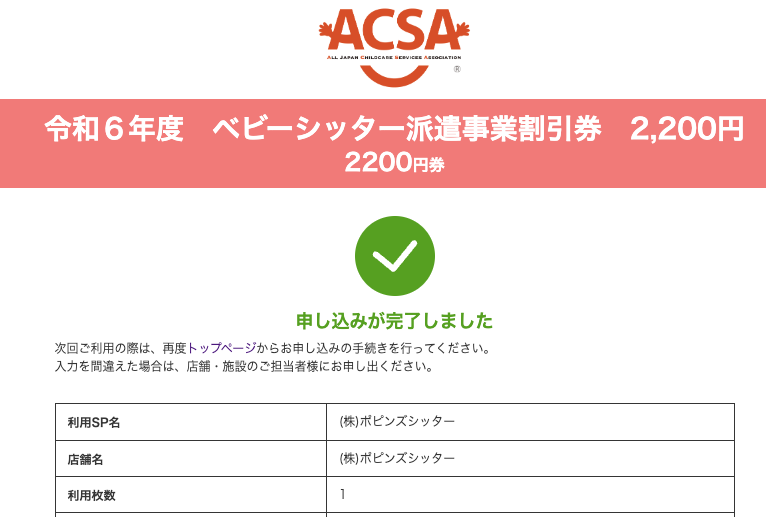 ACSA
ALL JAPAN CHILDCARE SERVICES ASSOCIATION
®
令和６年度　ベビーシッター派遣事業割引券　2,200円
2200円券
申し込みが完了しました
次回ご利用の際は、再度トップページからお申し込みの手続きを行ってください。
入力を間違えた場合は、店舗・施設のご担当者様にお申し出ください。
利用SP名 (株)ポピンズシッター
店舗名 (株)ポピンズシッター
利用枚数 1